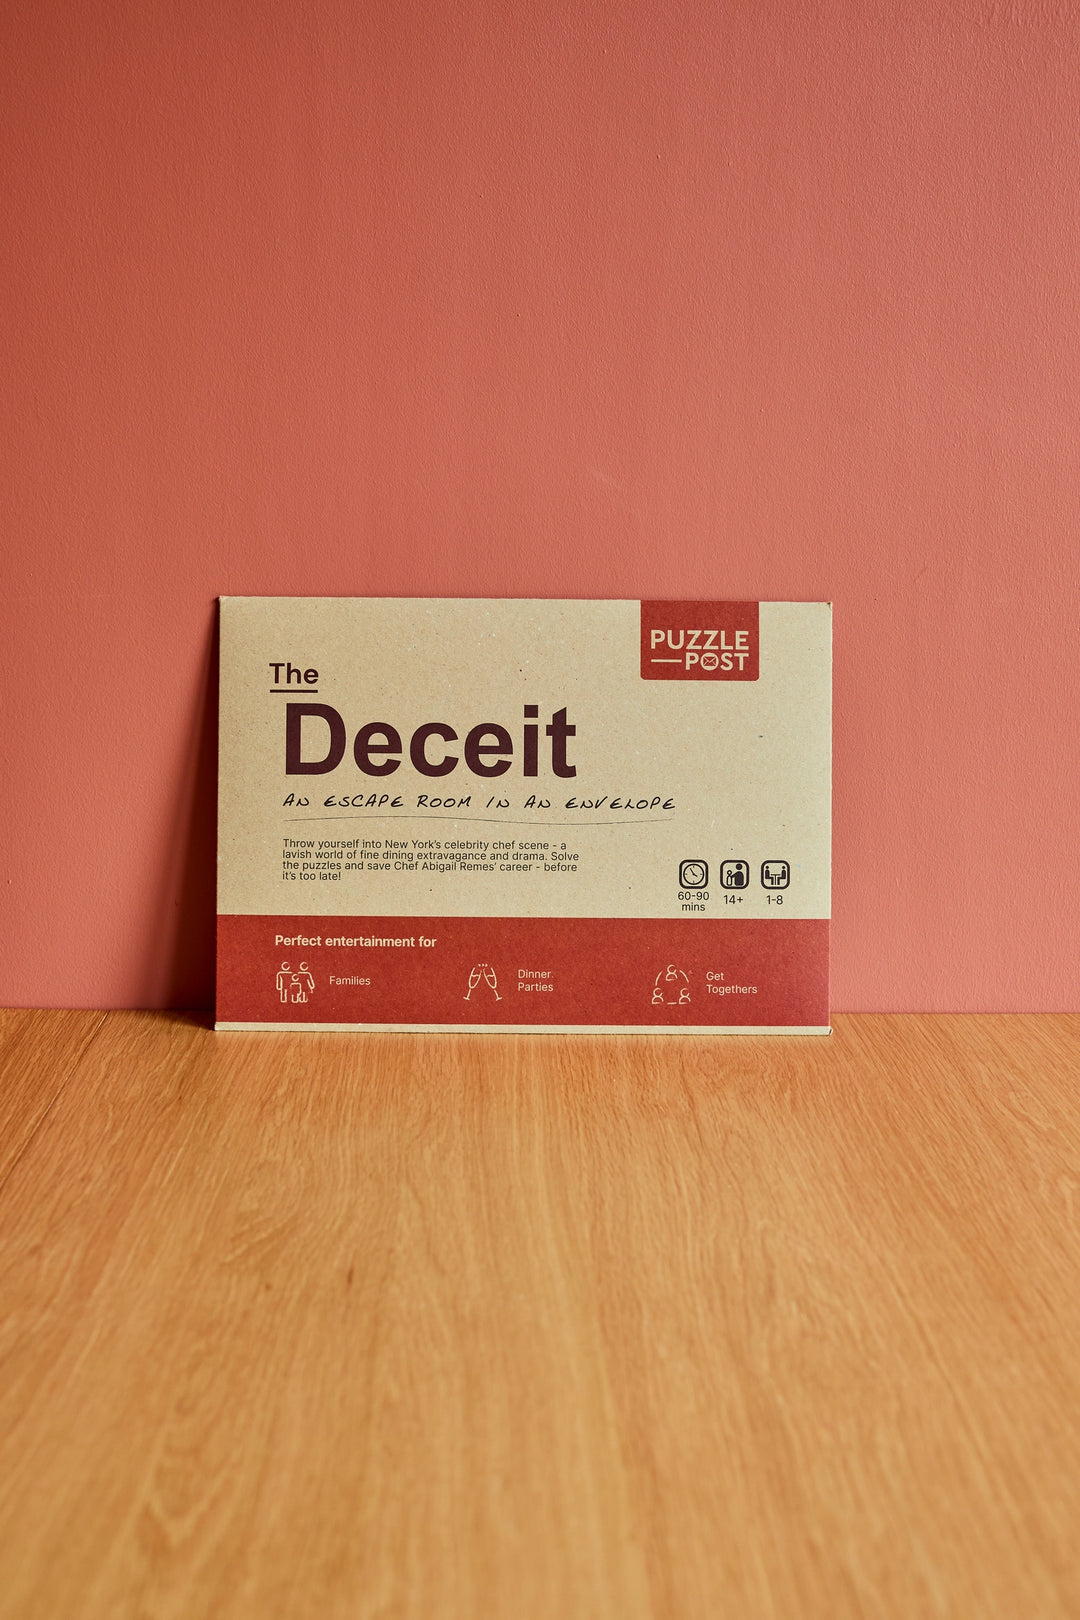 PUZZLE
POST
The
Deceit
AN ESCAPE ROOM IN AN ENVELOPE
Throw yourself into New York's celebrity chef scene - a
lavish world of fine dining extravagance and drama. Solve
the puzzles and save Chef Abigail Remes' career - before
it's too late!
60-90
mins
14+
1-8
Perfect entertainment for
Families
Dinner
Parties
Get
Togethers